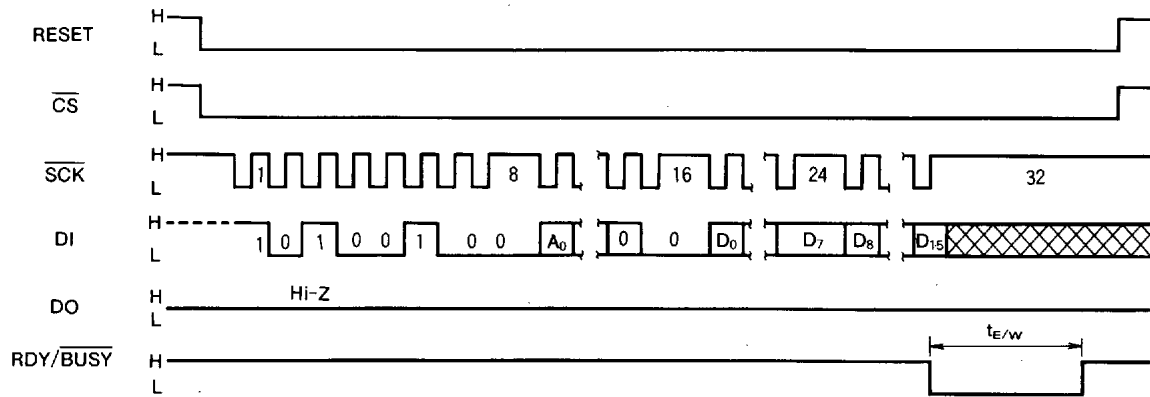 RESET H L
CS H L
SCK H L 1 8 16 24 32
DI H L 1 0 1 0 0 1 0 0 A0 0 0 D0 D7 D8 D15
DO H L Hi-Z
RDY/BUSY H L tE/W